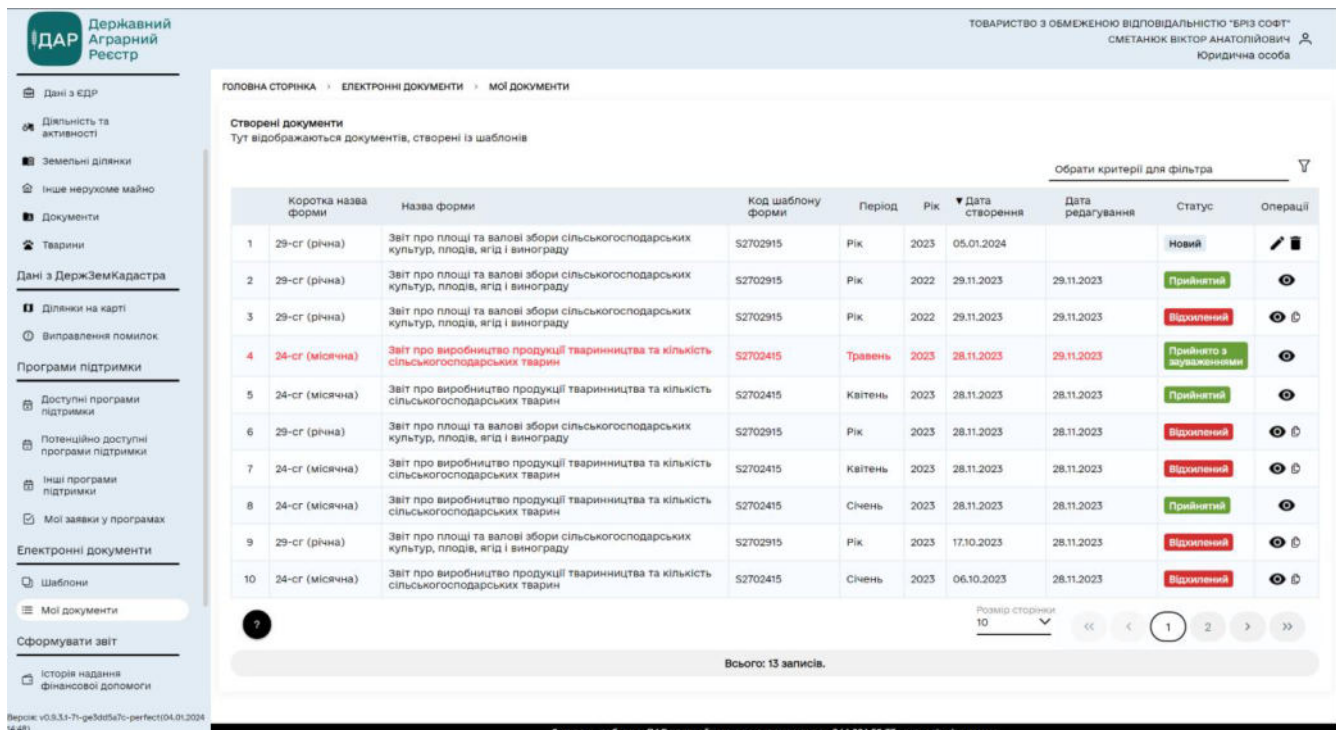 ДАР
Державний
Аграрний
Реєстр
ТОВАРИСТВО З ОБМЕЖЕНОЮ ВІДПОВІДАЛЬНІСТЮ "БРІЗ СОФТ"
СМЕТАНЮК ВІКТОР АНАТОЛІЙОВИЧ
Юридична особа
Дані з ЄДР
Діяльність та
активності
Земельні ділянки
Інше нерухоме майно
Документи
Тварини
Дані з ДержЗемКадастра
Ділянки на карті
Виправлення помилок
Програми підтримки
Доступні програми
підтримки
Потенційно доступні
програми підтримки
Інші програми
підтримки
Мої заявки у програмах
Електронні документи
Шаблони
Мої документи
Сформувати звіт
Історія надання
фінансової допомоги
Версія: v0.9.3.1-71-ge3dd5a7c-perfect(04.01.2024
14:48)
ГОЛОВНА СТОРІНКА > ЕЛЕКТРОННІ ДОКУМЕНТИ > МОЇ ДОКУМЕНТИ
Створені документи
Тут відображаються документів, створені із шаблонів
Обрати критерії для фільтра
Коротка назва форми Назва форми Код шаблону форми Період Рік ▼ Дата створення Дата редагування Статус Операції
1 29-сг (річна) Звіт про площі та валові збори сільськогосподарських культур, плодів, ягід і винограду S2702915 Рік 2023 05.01.2024 Новий
2 29-сг (річна) Звіт про площі та валові збори сільськогосподарських культур, плодів, ягід і винограду S2702915 Рік 2022 29.11.2023 29.11.2023 Прийнятий
3 29-сг (річна) Звіт про площі та валові збори сільськогосподарських культур, плодів, ягід і винограду S2702915 Рік 2022 29.11.2023 29.11.2023 Відхилений
4 24-сг (місячна) Звіт про виробництво продукції тваринництва та кількість сільськогосподарських тварин S2702415 Травень 2023 28.11.2023 29.11.2023 Прийнято з зауваженнями
5 24-сг (місячна) Звіт про виробництво продукції тваринництва та кількість сільськогосподарських тварин S2702415 Квітень 2023 28.11.2023 28.11.2023 Прийнятий
6 29-сг (річна) Звіт про площі та валові збори сільськогосподарських культур, плодів, ягід і винограду S2702915 Рік 2023 28.11.2023 28.11.2023 Відхилений
7 24-сг (місячна) Звіт про виробництво продукції тваринництва та кількість сільськогосподарських тварин S2702415 Квітень 2023 28.11.2023 28.11.2023 Відхилений
8 24-сг (місячна) Звіт про виробництво продукції тваринництва та кількість сільськогосподарських тварин S2702415 Січень 2023 28.11.2023 28.11.2023 Прийнятий
9 29-сг (річна) Звіт про площі та валові збори сільськогосподарських культур, плодів, ягід і винограду S2702915 Рік 2023 17.10.2023 28.11.2023 Відхилений
10 24-сг (місячна) Звіт про виробництво продукції тваринництва та кількість сільськогосподарських тварин S2702415 Січень 2023 06.10.2023 28.11.2023 Відхилений
?
Розмір сторінки
10
<< < 1 2 > >>
Всього: 13 записів.